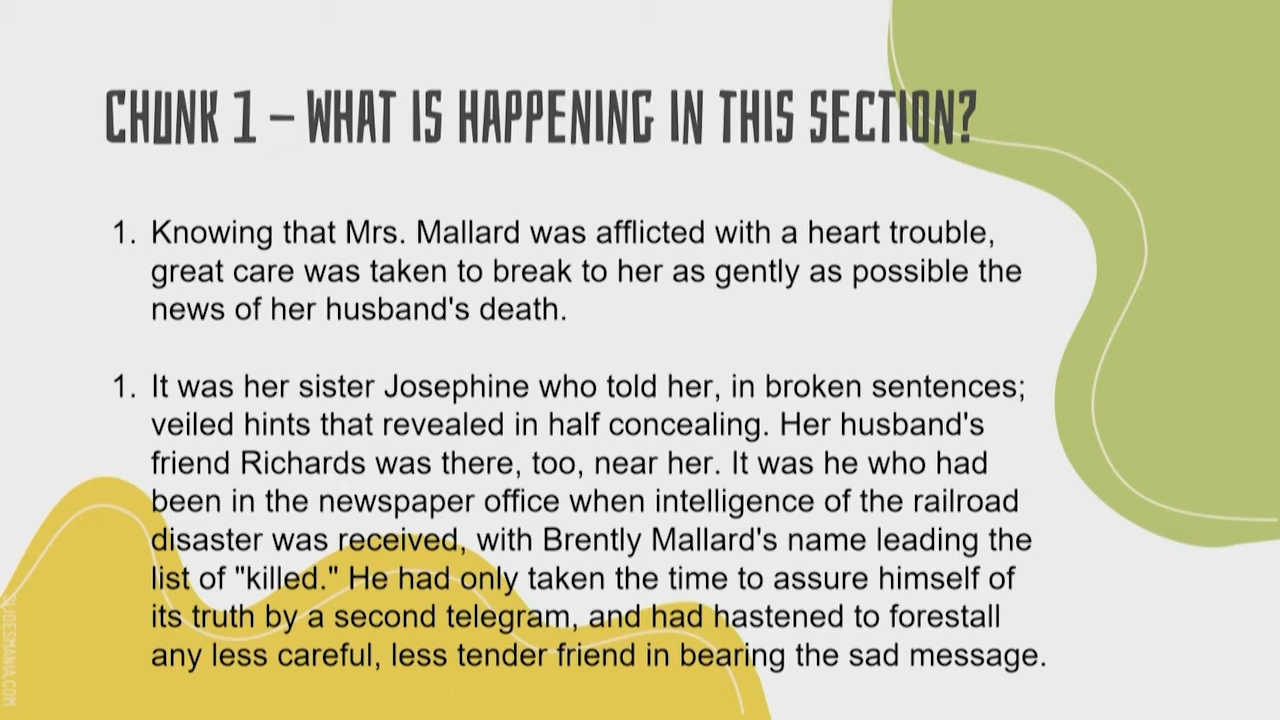 CHUNK 1 – WHAT IS HAPPENING IN THIS SECTION?
1. Knowing that Mrs. Mallard was afflicted with a heart trouble,
great care was taken to break to her as gently as possible the
news of her husband's death.
1. It was her sister Josephine who told her, in broken sentences;
veiled hints that revealed in half concealing. Her husband's
friend Richards was there, too, near her. It was he who had
been in the newspaper office when intelligence of the railroad
disaster was received, with Brently Mallard's name leading the
list of "killed." He had only taken the time to assure himself of
its truth by a second telegram, and had hastened to forestall
any less careful, less tender friend in bearing the sad message.
SLIDESMANIA.COM